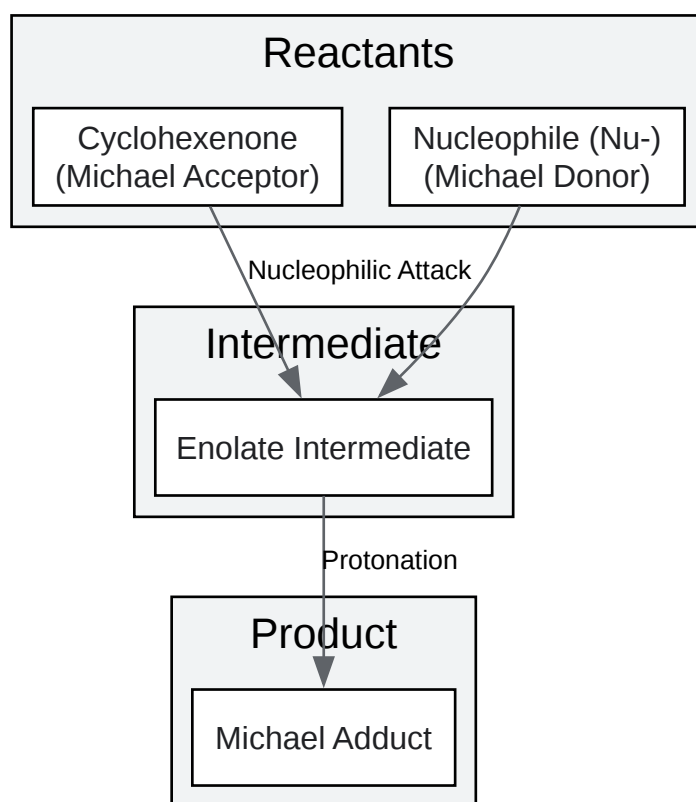 Reactants
Cyclohexenone
(Michael Acceptor)
Nucleophile (Nu-)
(Michael Donor)
Nucleophilic Attack
Intermediate
Enolate Intermediate
Protonation
Product
Michael Adduct